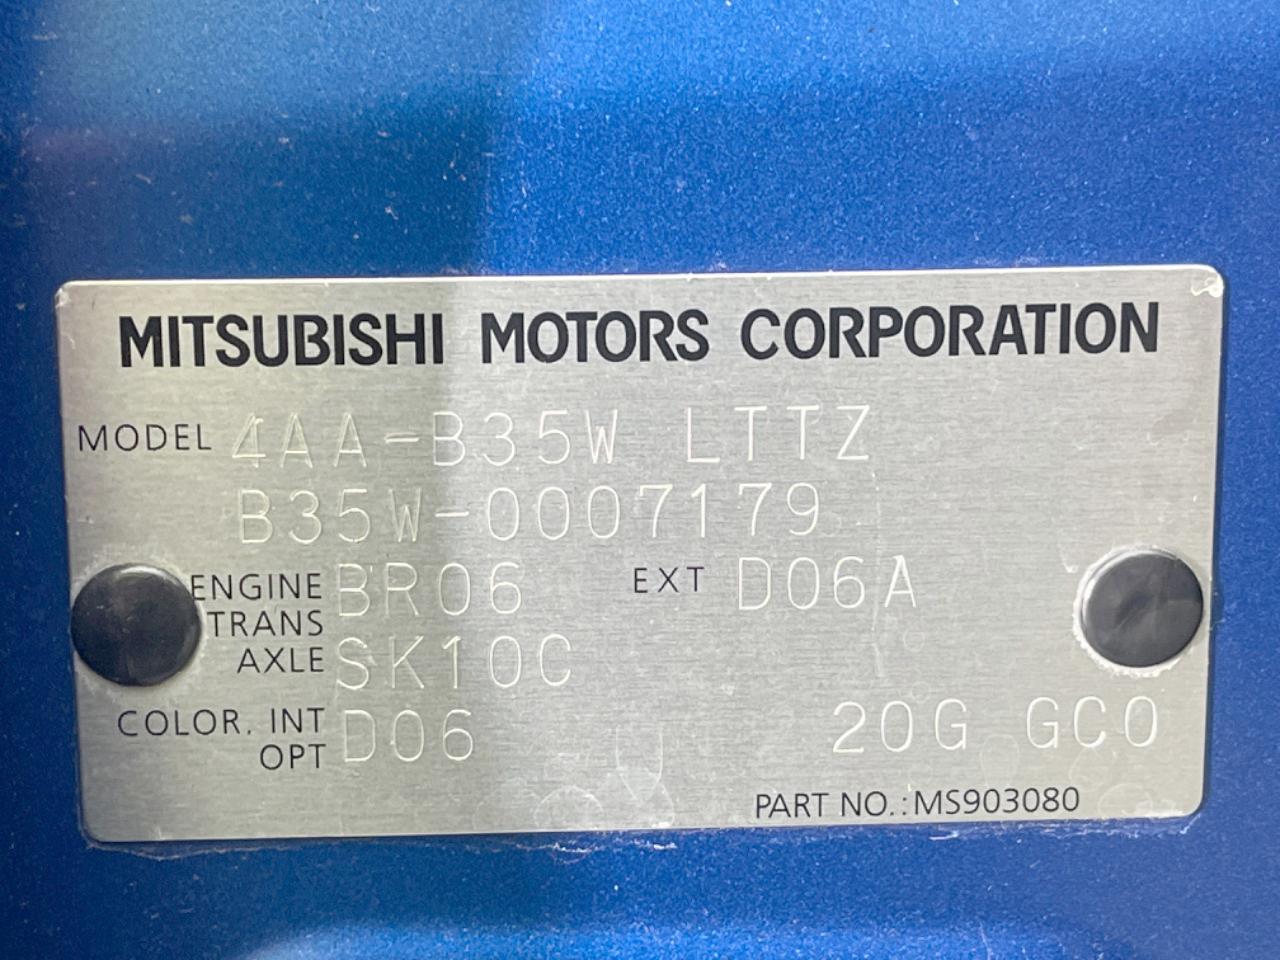 MITSUBISHI MOTORS CORPORATION
MODEL 4AA-B35W LTTZ
B35W-0007179
ENGINE BR06 EXT D06A
TRANS
AXLE SK10C
COLOR. INT D06 20G GC0
OPT
PART NO.: MS903080